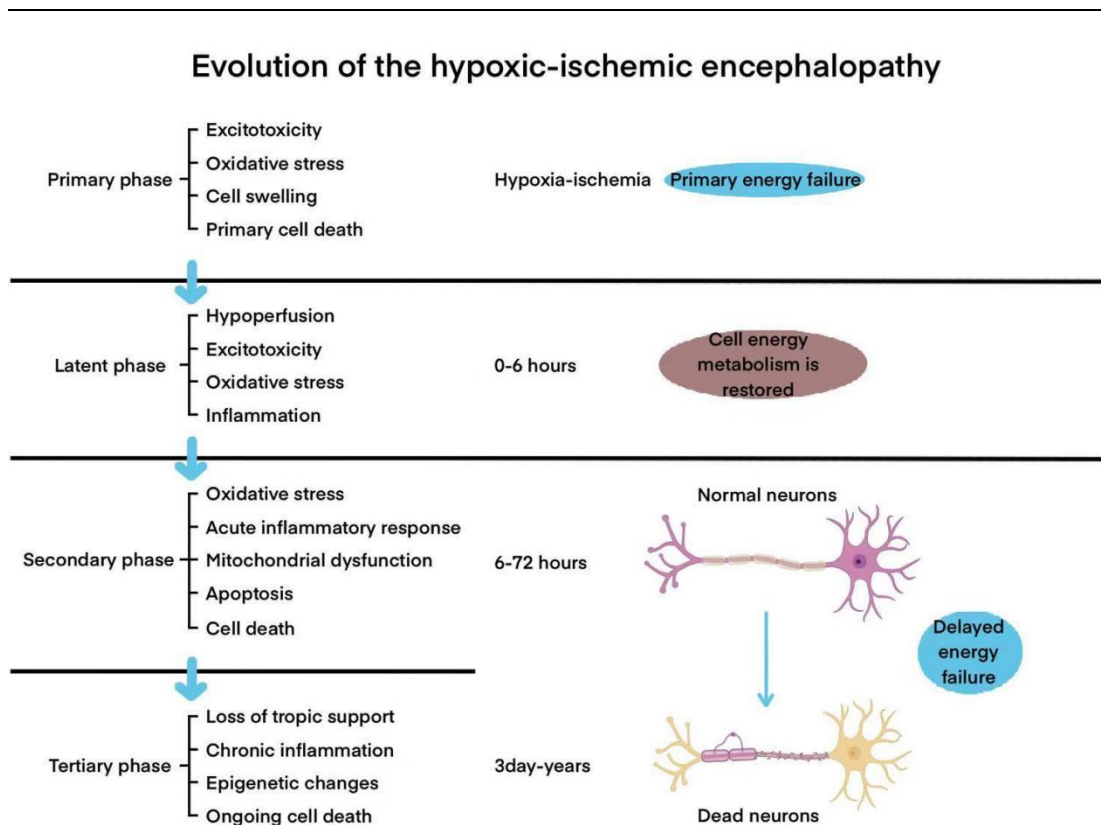 Evolution of the hypoxic-ischemic encephalopathy
Primary phase
Excitotoxicity
Oxidative stress
Cell swelling
Primary cell death
Hypoxia-ischemia
Primary energy failure
Latent phase
Hypoperfusion
Excitotoxicity
Oxidative stress
Inflammation
0-6 hours
Cell energy
metabolism is
restored
Secondary phase
Oxidative stress
Acute inflammatory response
Mitochondrial dysfunction
Apoptosis
Cell death
6-72 hours
Normal neurons
Delayed
energy
failure
Tertiary phase
Loss of tropic support
Chronic inflammation
Epigenetic changes
Ongoing cell death
3day-years
Dead neurons